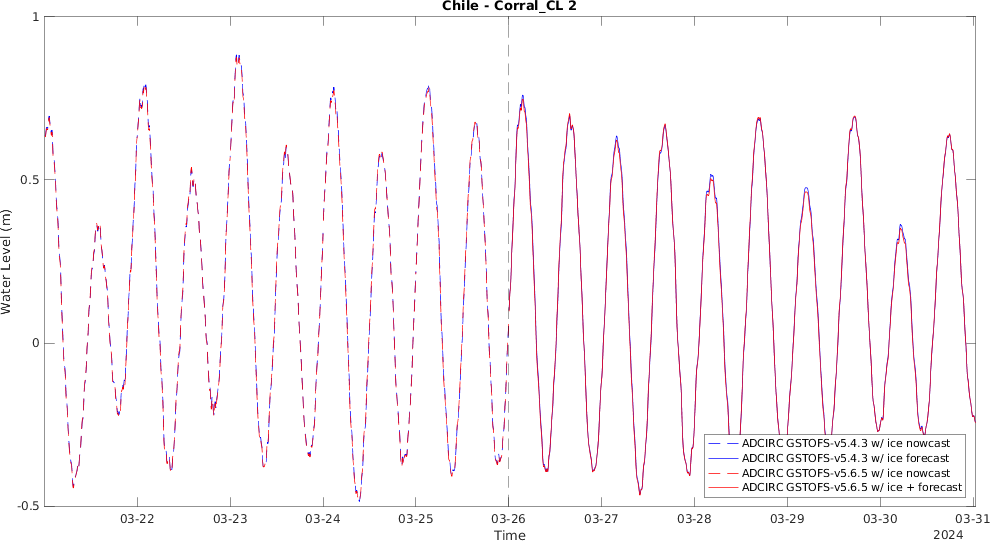 Chile - Corral_CL 2
Water Level (m)
1
0.5
0
-0.5
03-22
03-23
03-24
03-25
03-26
03-27
03-28
03-29
03-30
03-31
Time
2024
ADCIRC GSTOFS-v5.4.3 w/ ice nowcast
ADCIRC GSTOFS-v5.4.3 w/ ice forecast
ADCIRC GSTOFS-v5.6.5 w/ ice nowcast
ADCIRC GSTOFS-v5.6.5 w/ ice + forecast